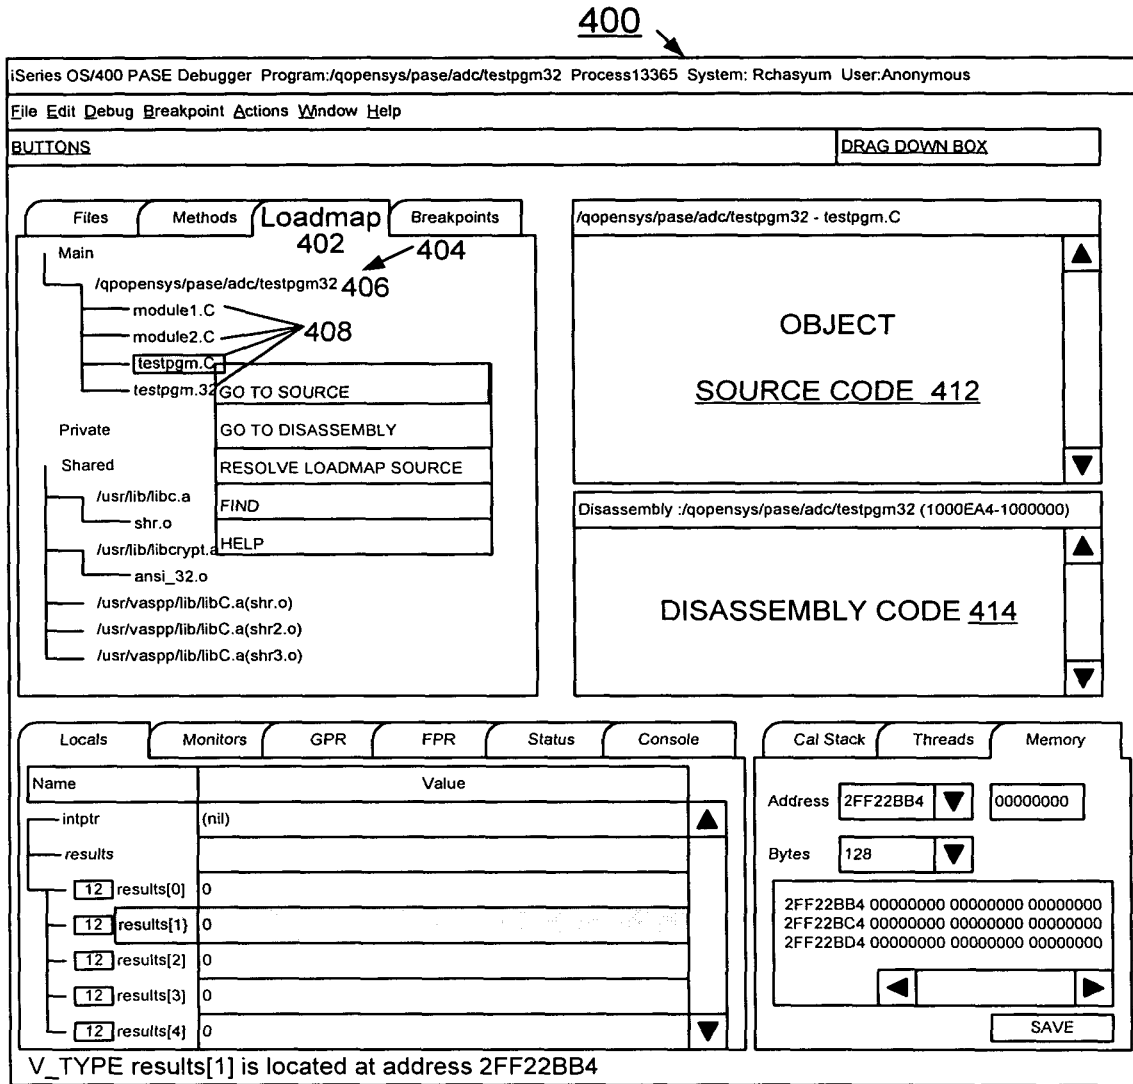 400
iSeries OS/400 PASE Debugger Program:/qopensys/pase/adc/testpgm32 Process13365 System: Rchasyum User:Anonymous
File Edit Debug Breakpoint Actions Window Help
BUTTONS
DRAG DOWN BOX
Files Methods Loadmap Breakpoints
402 404
Main
/qpopensys/pase/adc/testpgm32 406
module1.C
module2.C
408
testpgm.C
testpgm.32
GO TO SOURCE
GO TO DISASSEMBLY
RESOLVE LOADMAP SOURCE
FIND
HELP
Private
Shared
/usr/lib/libc.a
shr.o
/usr/lib/libcrypt.a
ansi_32.o
/usr/vaspp/lib/libC.a(shr.o)
/usr/vaspp/lib/libC.a(shr2.o)
/usr/vaspp/lib/libC.a(shr3.o)
/qopensys/pase/adc/testpgm32 - testpgm.C
OBJECT
SOURCE CODE 412
Disassembly :/qopensys/pase/adc/testpgm32 (1000EA4-1000000)
DISASSEMBLY CODE 414
Locals Monitors GPR FPR Status Console
Name Value
intptr (nil)
results
12 results[0] 0
12 results[1} 0
12 results[2] 0
12 results[3] 0
12 results[4] 0
V_TYPE results[1] is located at address 2FF22BB4
Cal Stack Threads Memory
Address 2FF22BB4 00000000
Bytes 128
2FF22BB4 00000000 00000000 00000000
2FF22BC4 00000000 00000000 00000000
2FF22BD4 00000000 00000000 00000000
SAVE